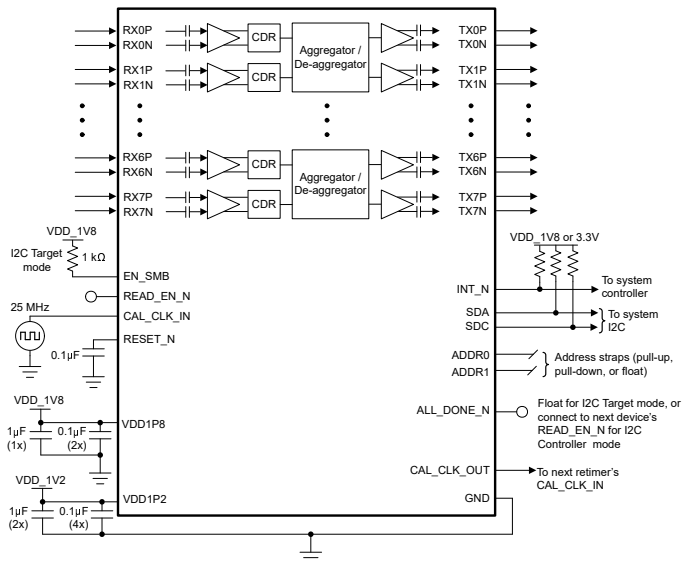 RX0P
RX0N
CDR
Aggregator /
De-aggregator
TX0P
TX0N
RX1P
RX1N
CDR
TX1P
TX1N
RX6P
RX6N
CDR
Aggregator /
De-aggregator
TX6P
TX6N
RX7P
RX7N
CDR
TX7P
TX7N
VDD_1V8
I2C Target
mode
1 kΩ
EN_SMB
READ_EN_N
25 MHz
CAL_CLK_IN
RESET_N
0.1µF
VDD_1V8
1µF
(1x)
0.1µF
(2x)
VDD1P8
VDD_1V2
1µF
(2x)
0.1µF
(4x)
VDD1P2
VDD_1V8 or 3.3V
INT_N
To system
controller
SDA
SDC
To system
I2C
ADDR0
ADDR1
Address straps (pull-up,
pull-down, or float)
ALL_DONE_N
Float for I2C Target mode, or
connect to next device's
READ_EN_N for I2C
Controller mode
CAL_CLK_OUT
To next retimer's
CAL_CLK_IN
GND